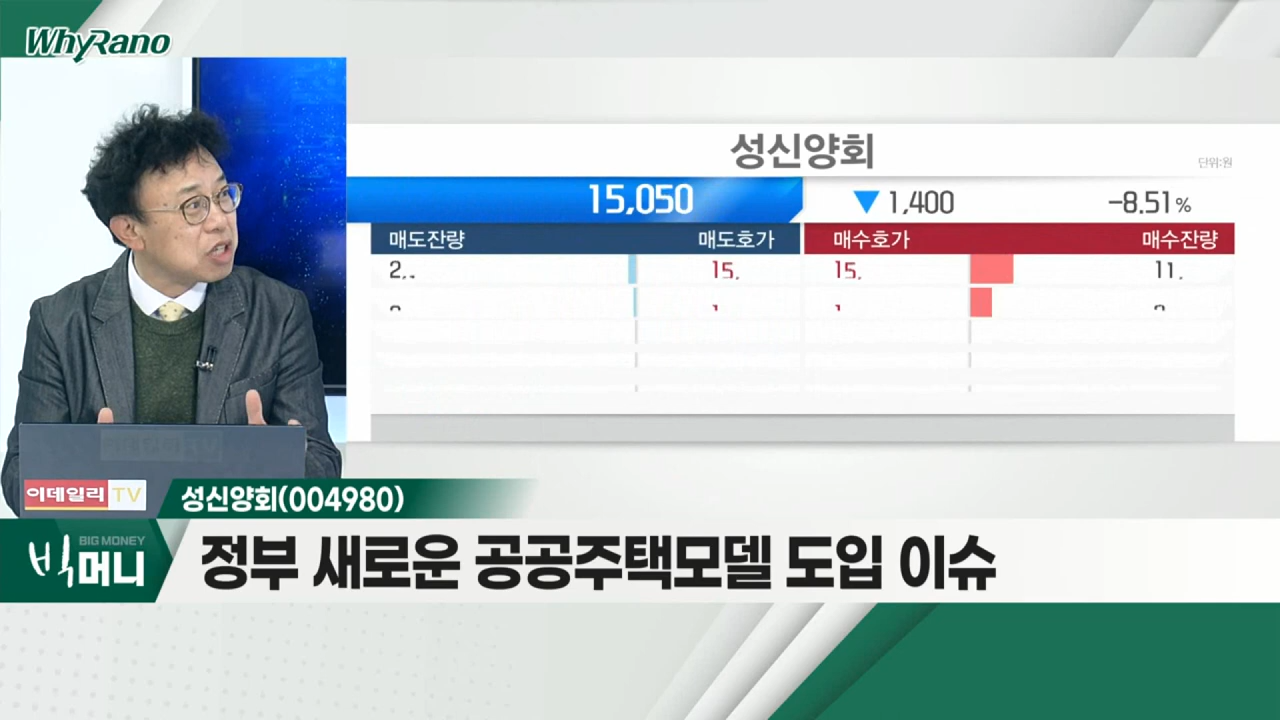 WhyRano
성신양회
단위:원
15,050 ▼ 1,400 -8.51%
매도잔량 매도호가 매수호가 매수잔량
이데일리 TV
성신양회(004980)
BIG MONEY
빅머니
정부 새로운 공공주택모델 도입 이슈